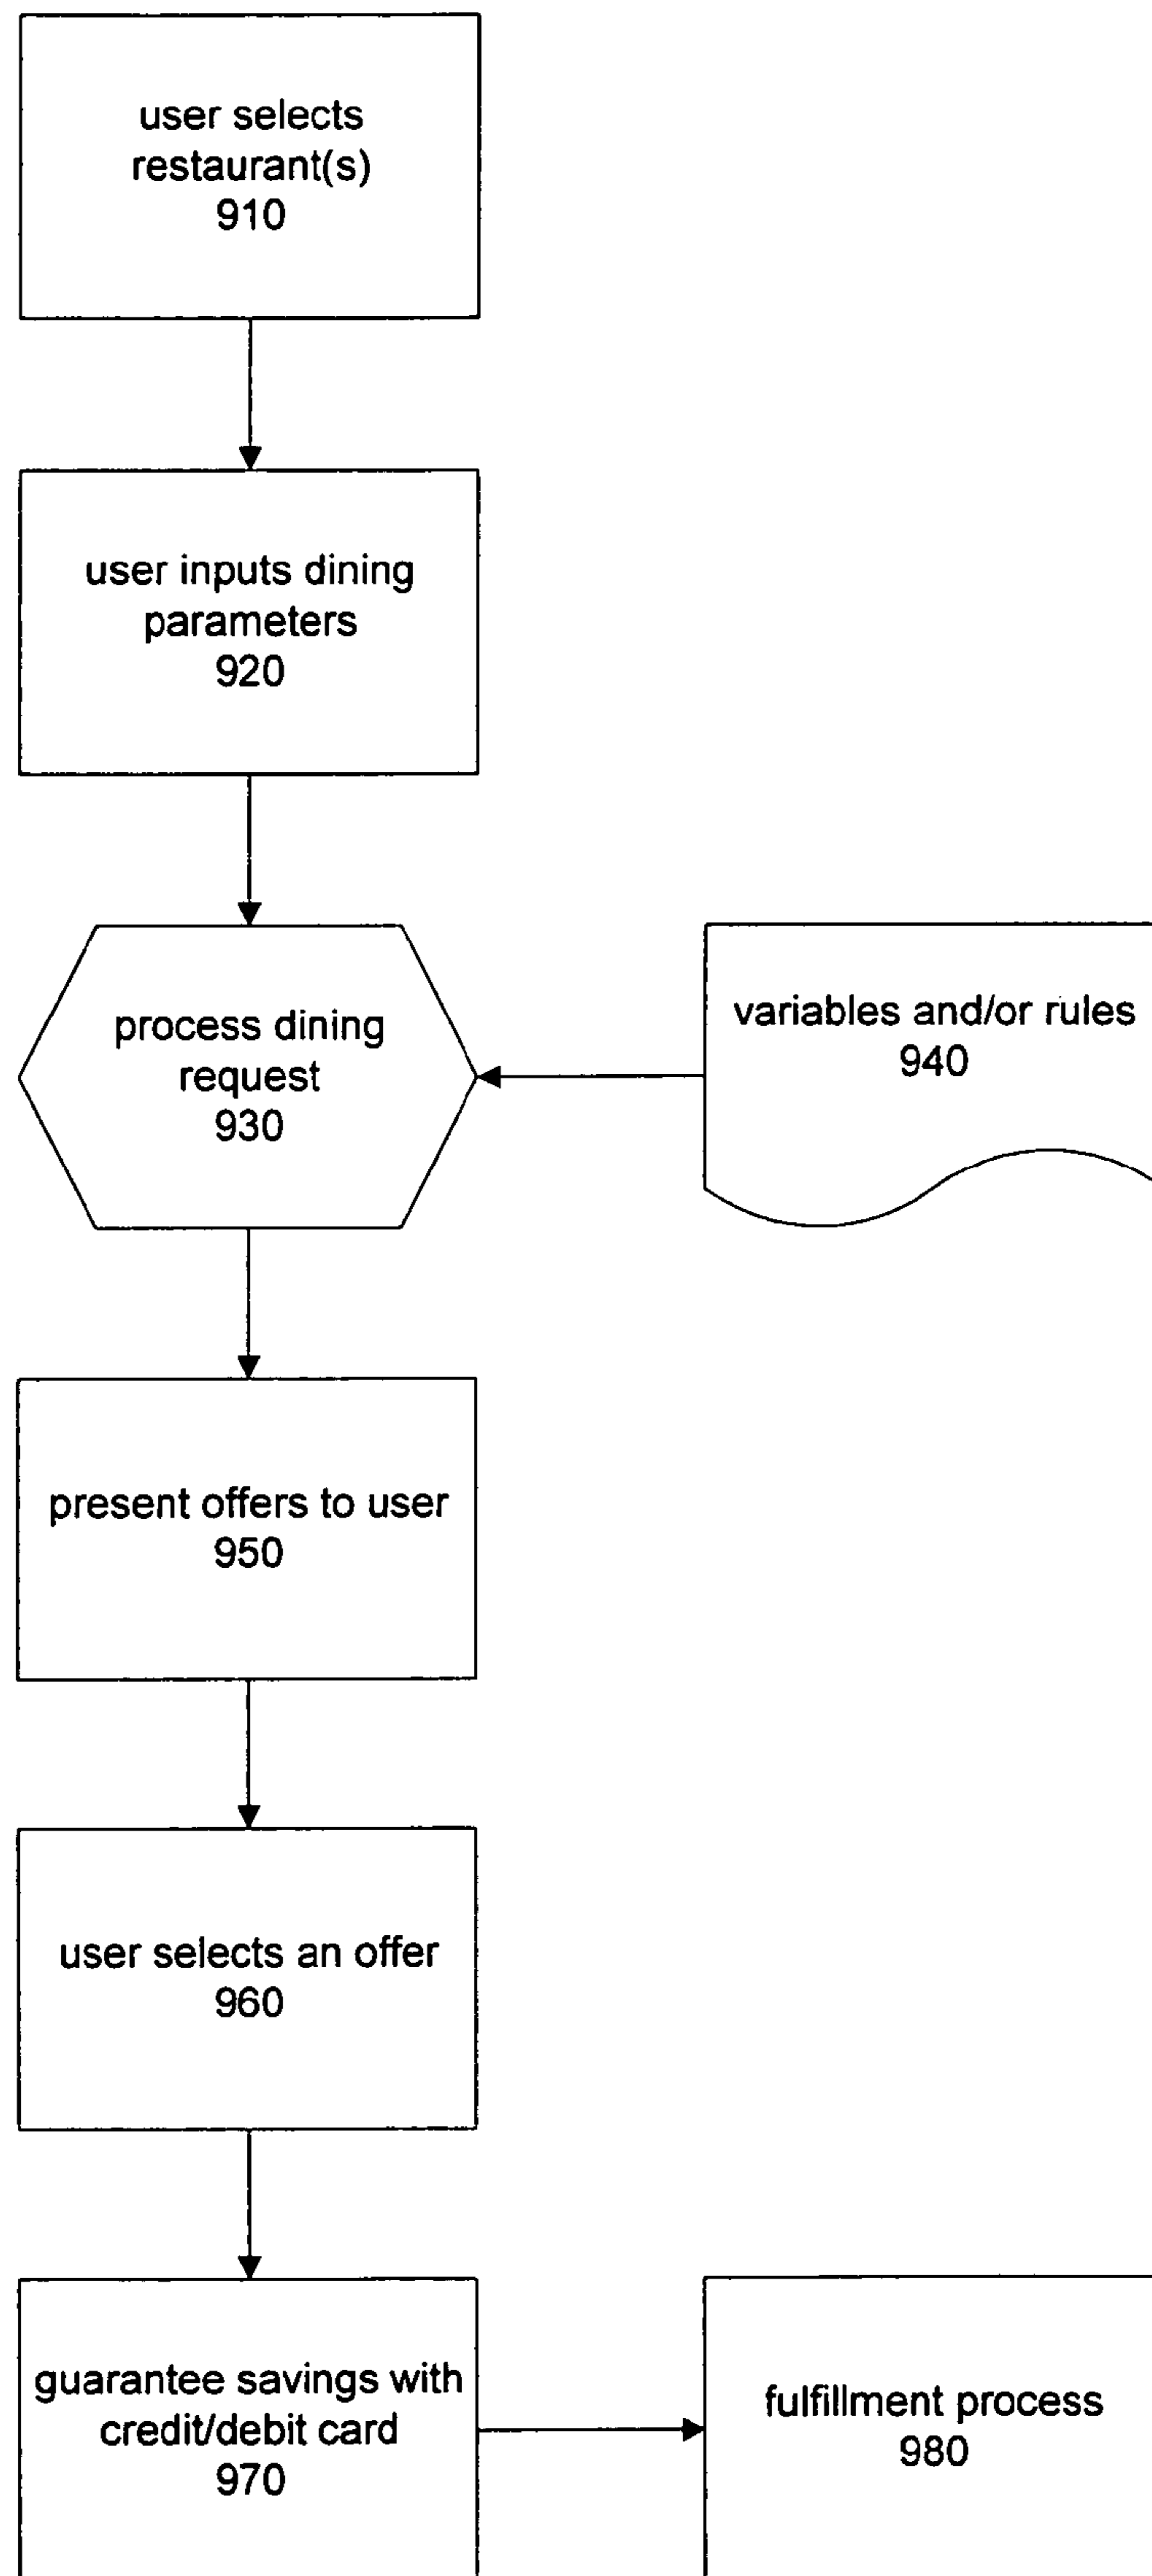 user selects
restaurant(s)
910
user inputs dining
parameters
920
process dining
request
930
variables and/or rules
940
present offers to user
950
user selects an offer
960
guarantee savings with
credit/debit card
970
fulfillment process
980